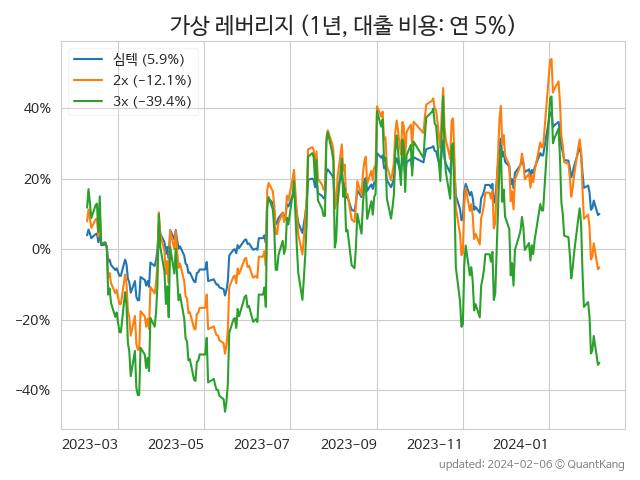 가상 레버리지 (1년, 대출 비용: 연 5%)
심텍 (5.9%)
2x (−12.1%)
3x (−39.4%)
40%
20%
0%
−20%
−40%
2023-03 2023-05 2023-07 2023-09 2023-11 2024-01
updated: 2024-02-06 © QuantKang